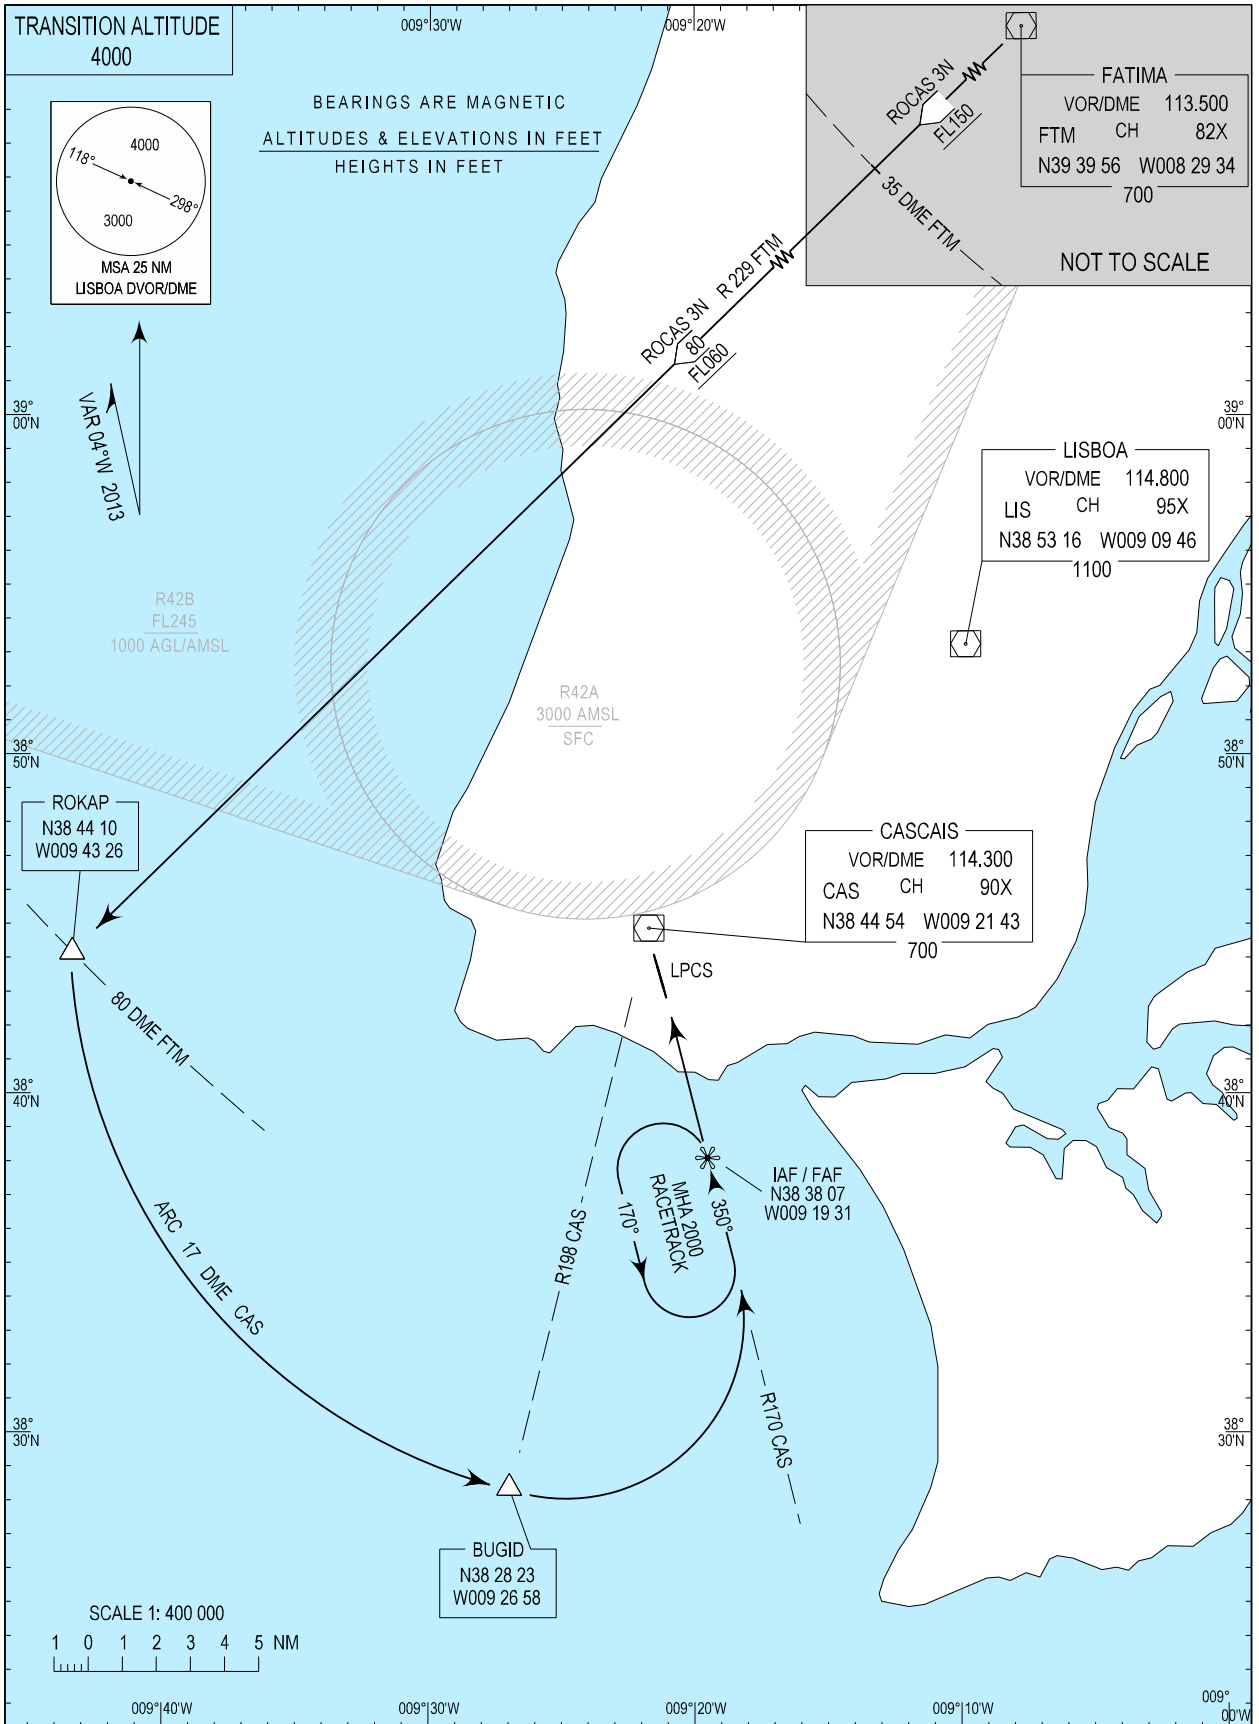 TRANSITION ALTITUDE
4000
009°30'W
009°20'W
BEARINGS ARE MAGNETIC
ALTITUDES & ELEVATIONS IN FEET
HEIGHTS IN FEET
4000
118°
298°
3000
MSA 25 NM
LISBOA DVOR/DME
VAR 04°W 2013
ROCAS 3N
FL150
FATIMA
VOR/DME 113.500
FTM CH 82X
N39 39 56 W008 29 34
700
35 DME FTM
NOT TO SCALE
R 229 FTM
ROCAS 3N
80
FL060
39°
00'N
39°
00'N
LISBOA
VOR/DME 114.800
LIS CH 95X
N38 53 16 W009 09 46
1100
R42B
FL245
1000 AGL/AMSL
R42A
3000 AMSL
SFC
38°
50'N
38°
50'N
ROKAP
N38 44 10
W009 43 26
CASCAIS
VOR/DME 114.300
CAS CH 90X
N38 44 54 W009 21 43
700
LPCS
80 DME FTM
38°
40'N
38°
40'N
IAF / FAF
N38 38 07
W009 19 31
MHA 2000
RACETRACK
170°
350°
R198 CAS
ARC 17 DME CAS
R170 CAS
38°
30'N
38°
30'N
BUGID
N38 28 23
W009 26 58
SCALE 1: 400 000
1 0 1 2 3 4 5 NM
009°40'W
009°30'W
009°20'W
009°10'W
009°
00'W